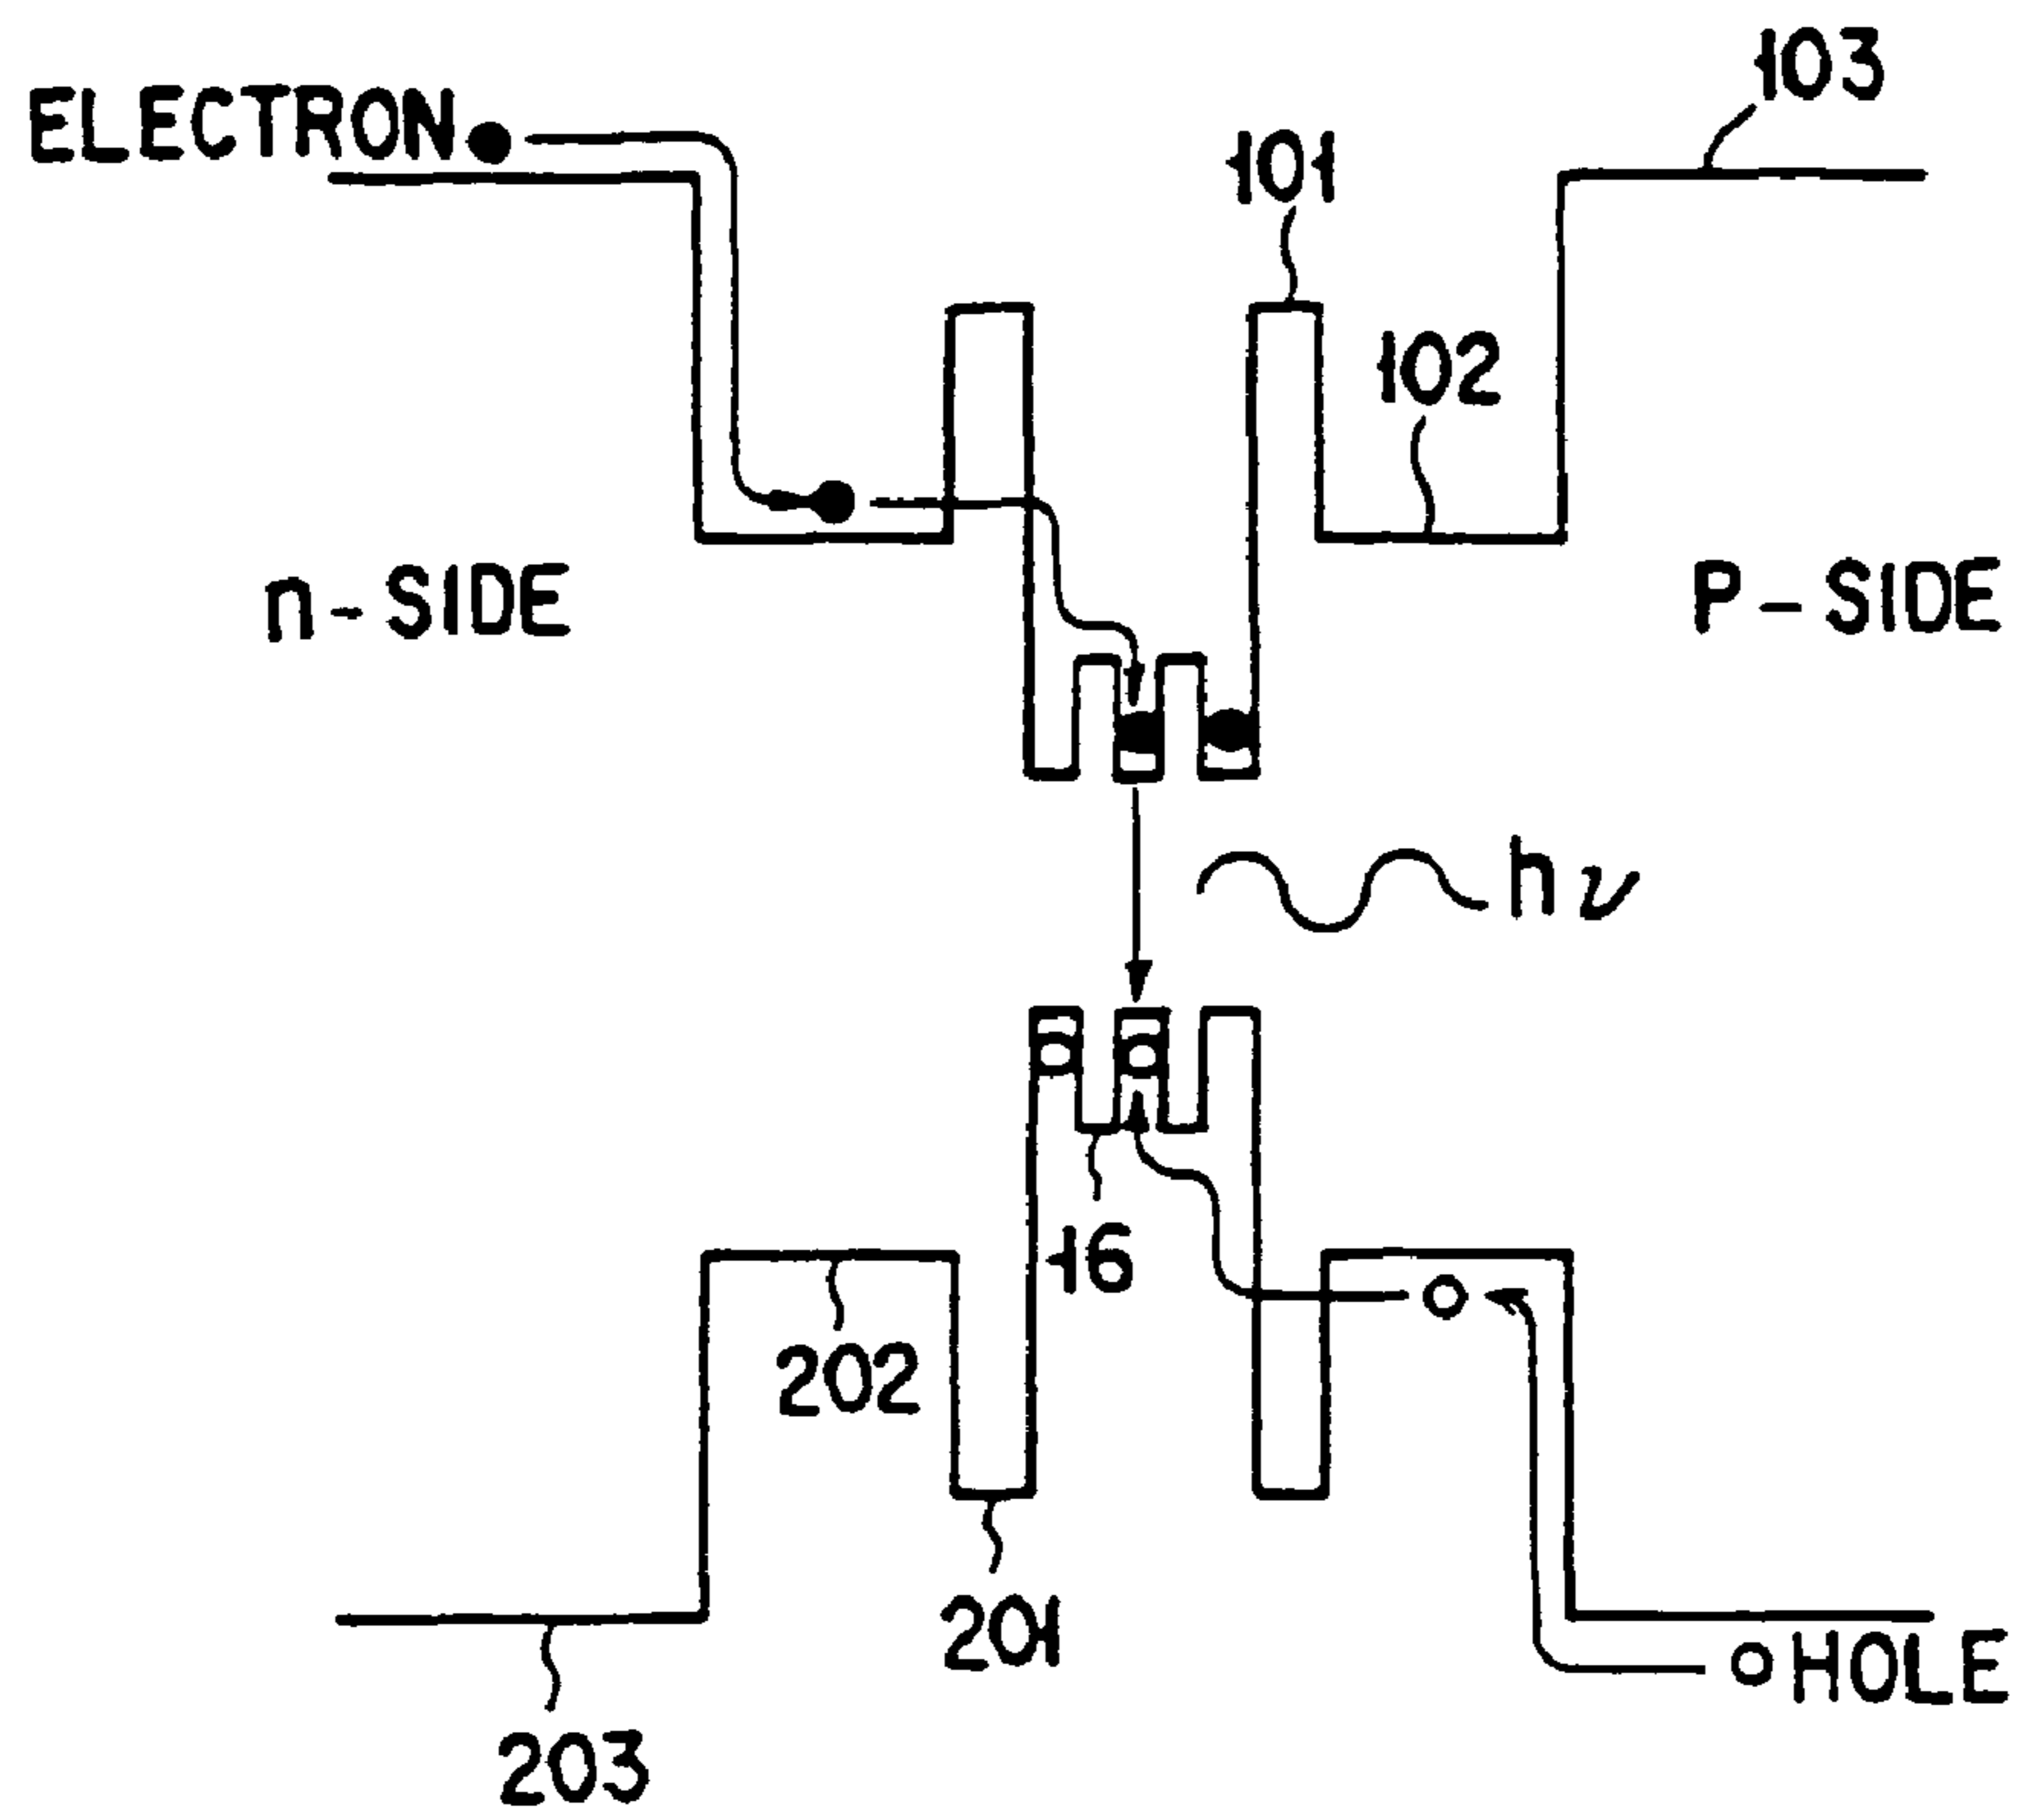 103
ELECTRON
101
102
n-SIDE
P-SIDE
hν
16
202
201
HOLE
203